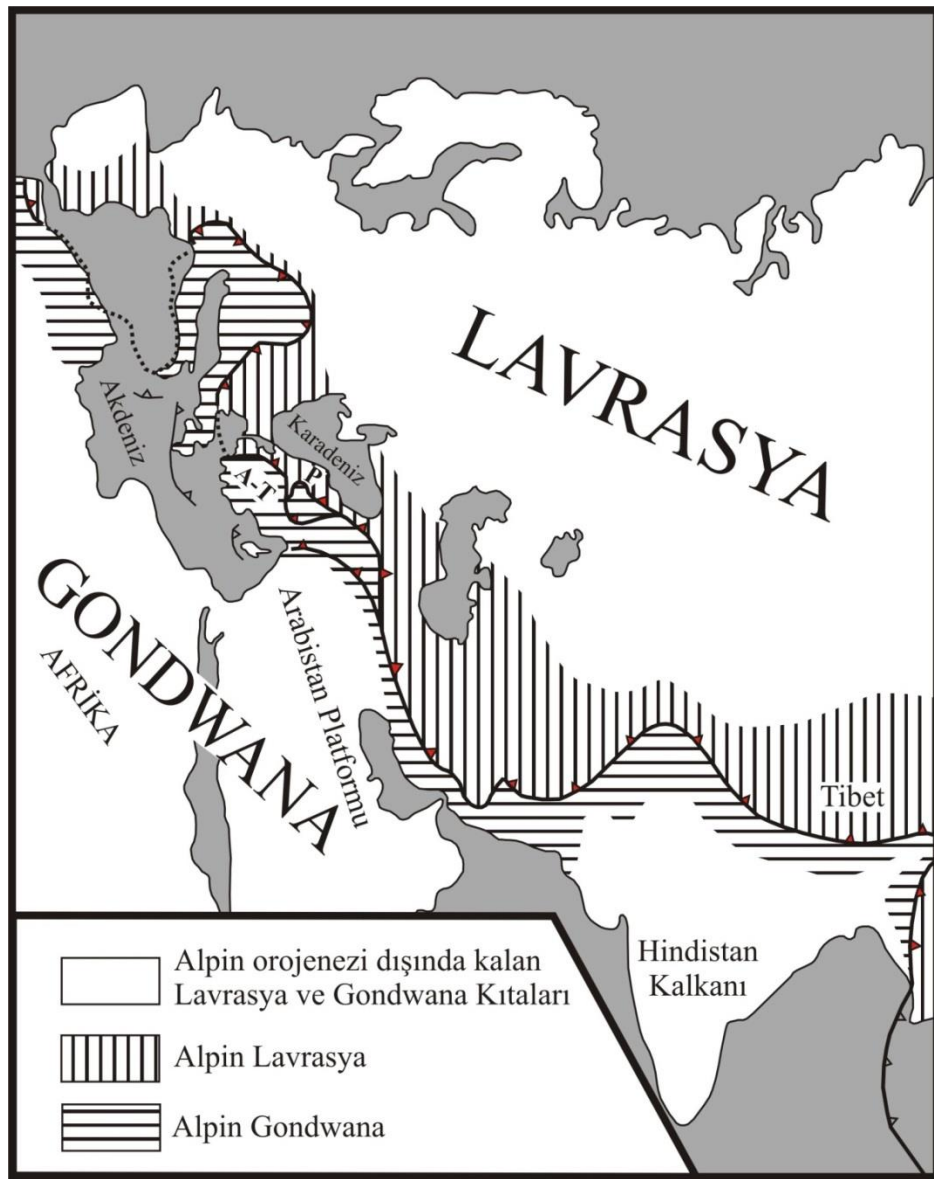 LAVRASYA
Akdeniz
Karadeniz
A-T
P
GONDWANA
AFRİKA
Arabistan Platformu
Tibet
Hindistan
Kalkanı
Alpin orojenezi dışında kalan
Lavrasya ve Gondwana Kıtaları
Alpin Lavrasya
Alpin Gondwana